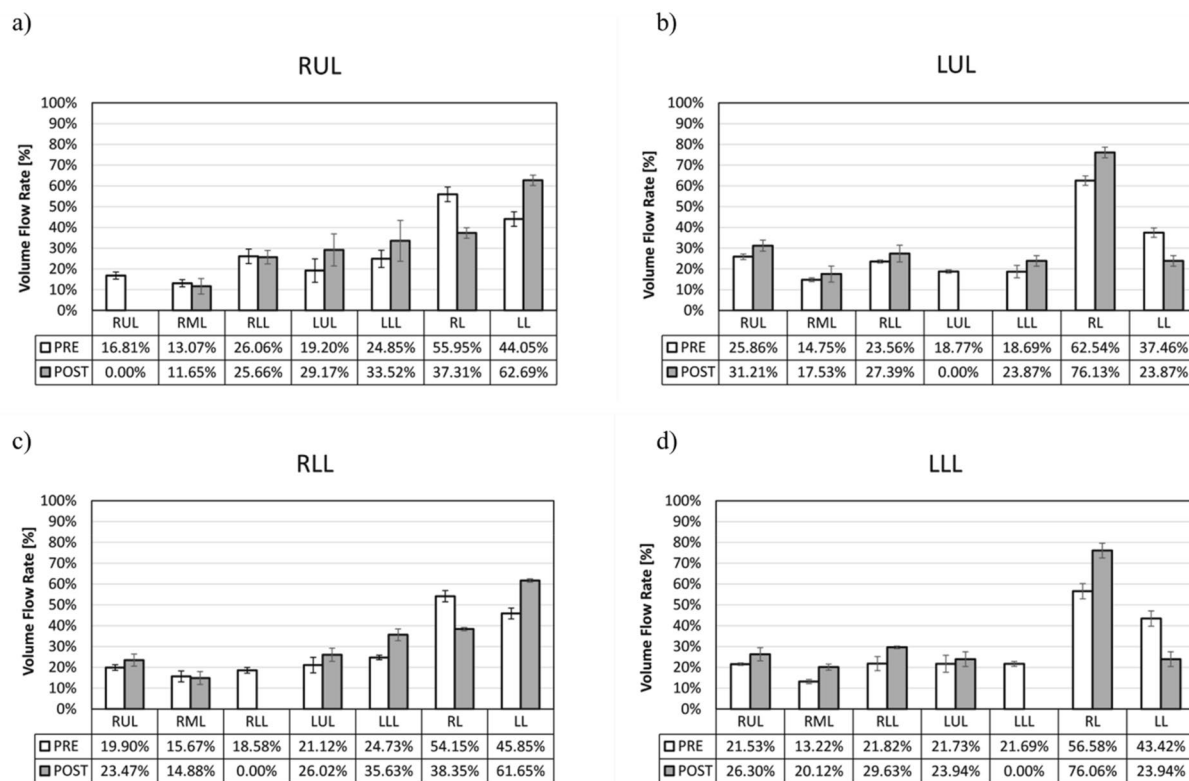 a)
RUL
Volume Flow Rate [%]
100%
90%
80%
70%
60%
50%
40%
30%
20%
10%
0%
RUL RML RLL LUL LLL RL LL
PRE 16.81% 13.07% 26.06% 19.20% 24.85% 55.95% 44.05%
POST 0.00% 11.65% 25.66% 29.17% 33.52% 37.31% 62.69%
b)
LUL
Volume Flow Rate [%]
100%
90%
80%
70%
60%
50%
40%
30%
20%
10%
0%
RUL RML RLL LUL LLL RL LL
PRE 25.86% 14.75% 23.56% 18.77% 18.69% 62.54% 37.46%
POST 31.21% 17.53% 27.39% 0.00% 23.87% 76.13% 23.87%
c)
RLL
Volume Flow Rate [%]
100%
90%
80%
70%
60%
50%
40%
30%
20%
10%
0%
RUL RML RLL LUL LLL RL LL
PRE 19.90% 15.67% 18.58% 21.12% 24.73% 54.15% 45.85%
POST 23.47% 14.88% 0.00% 26.02% 35.63% 38.35% 61.65%
d)
LLL
Volume Flow Rate [%]
100%
90%
80%
70%
60%
50%
40%
30%
20%
10%
0%
RUL RML RLL LUL LLL RL LL
PRE 21.53% 13.22% 21.82% 21.73% 21.69% 56.58% 43.42%
POST 26.30% 20.12% 29.63% 23.94% 0.00% 76.06% 23.94%